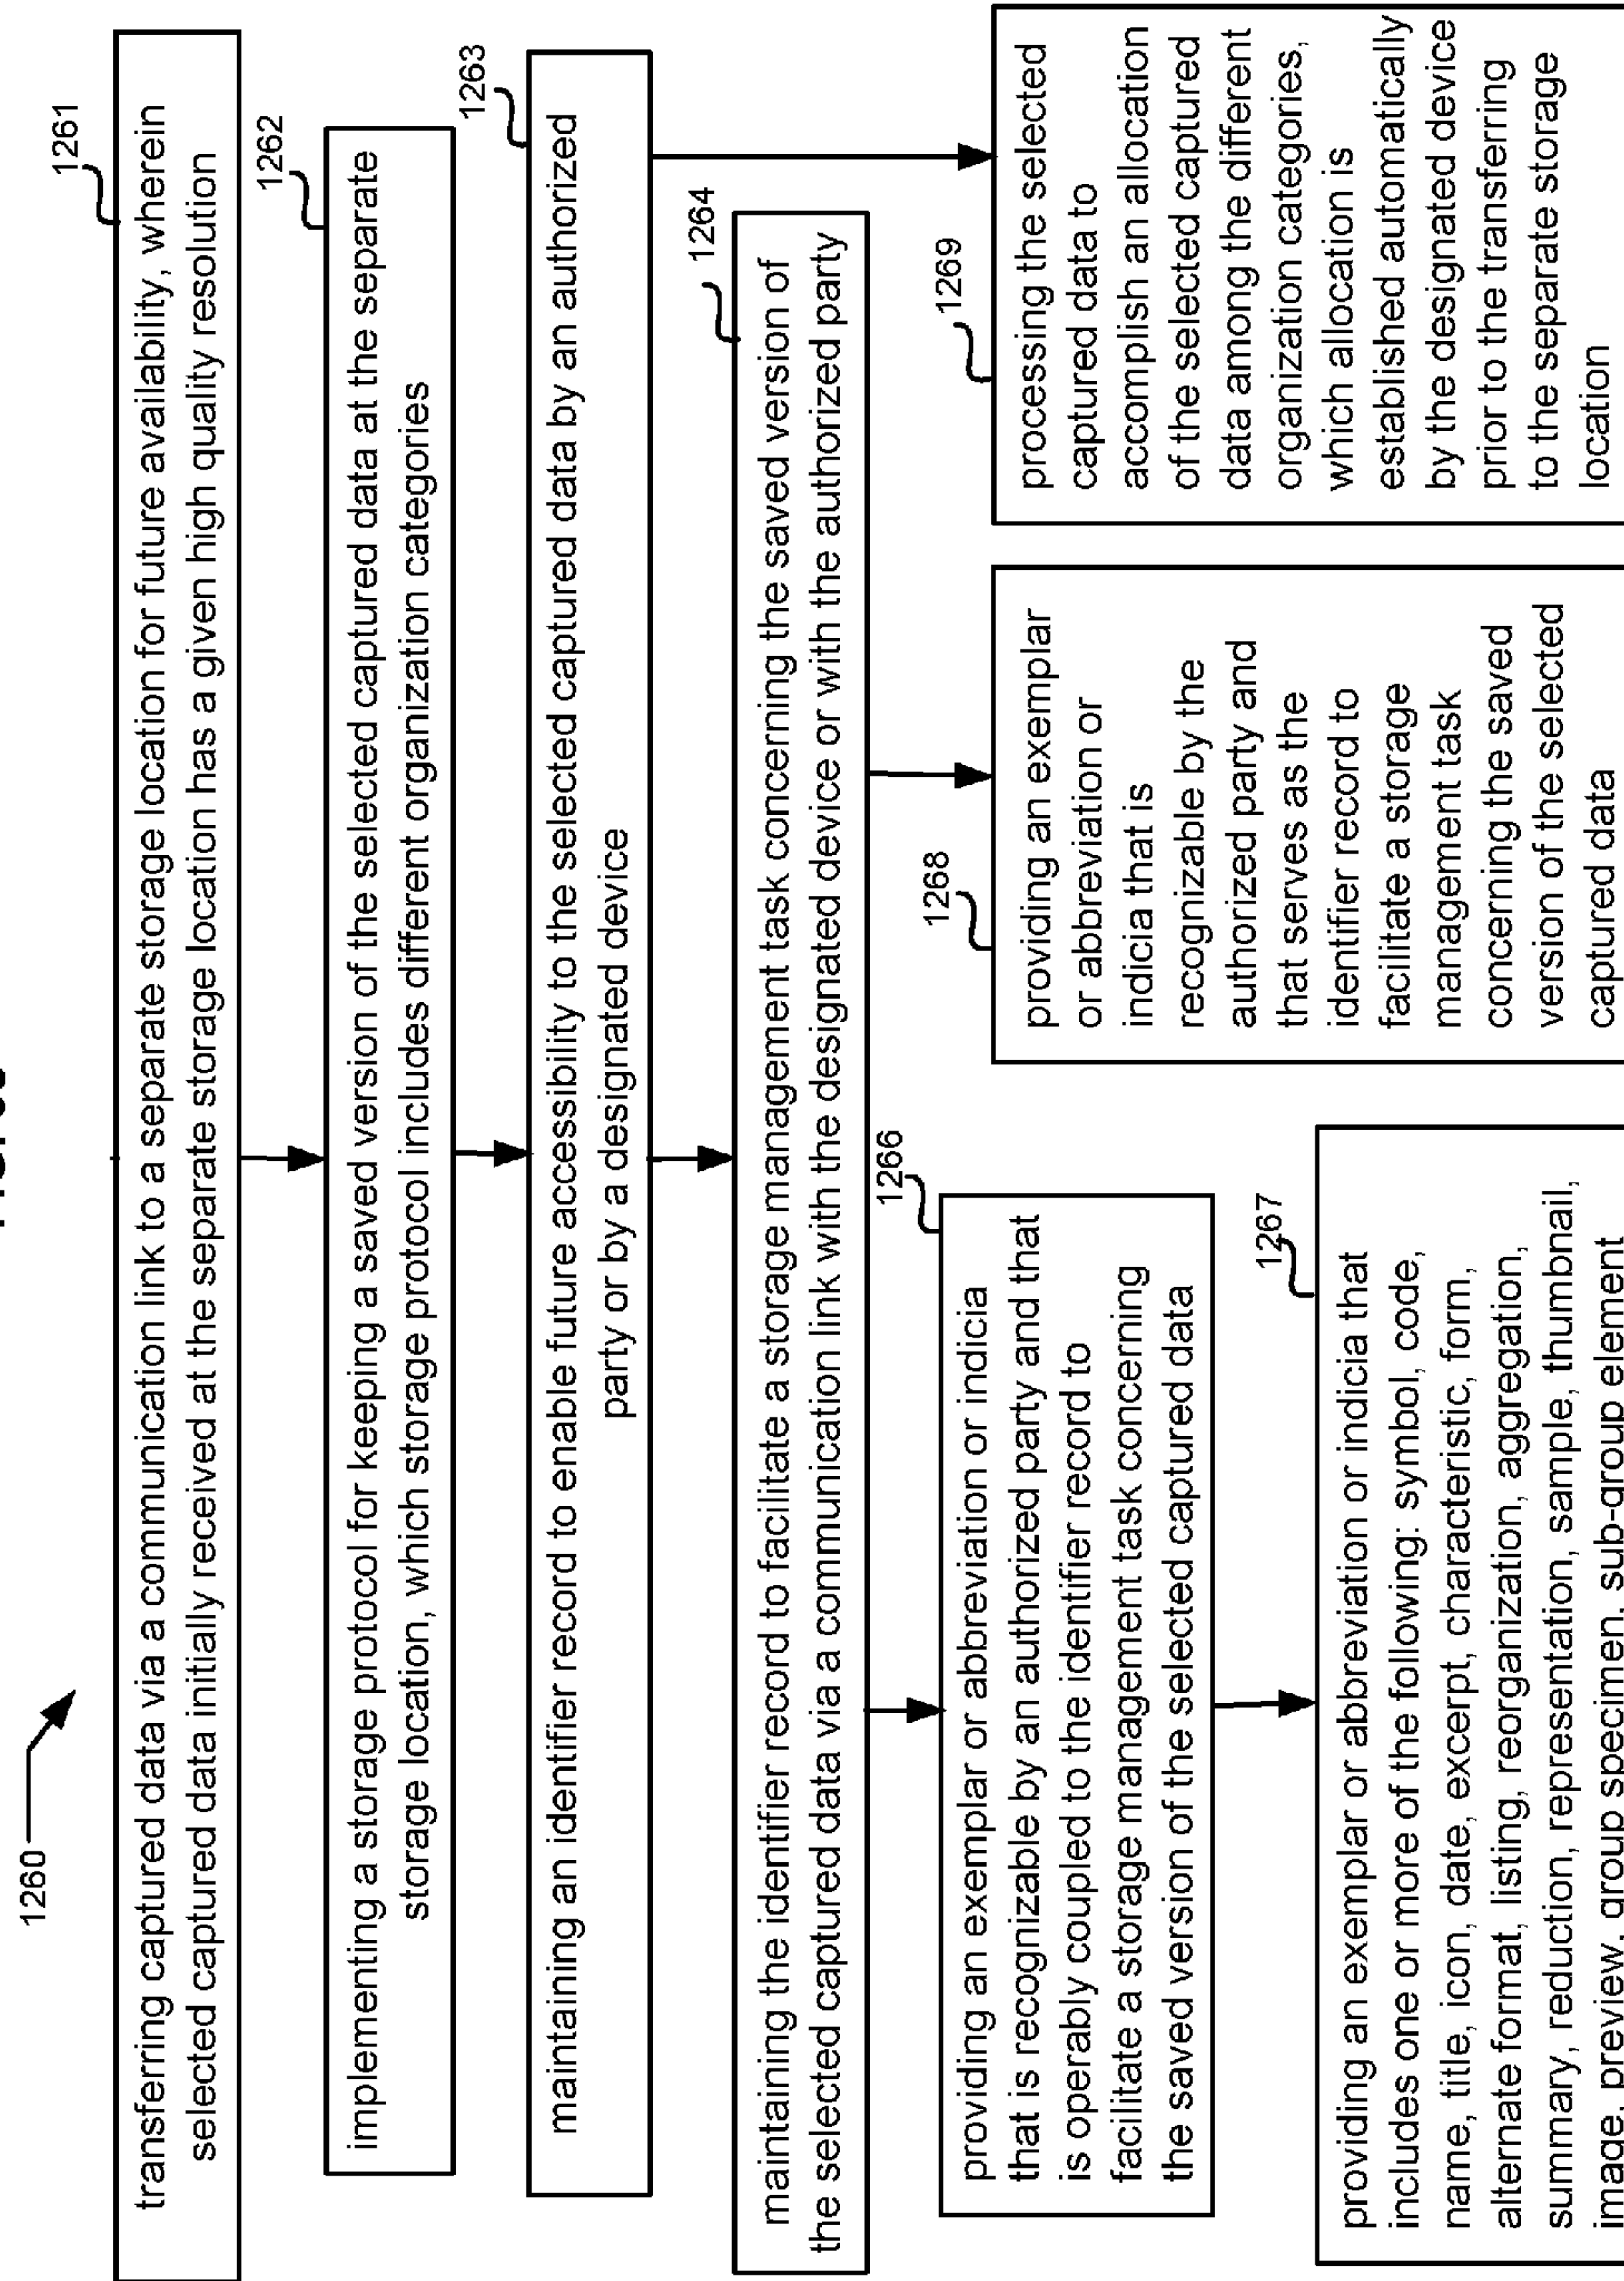 1260
1261
transferring captured data via a communication link to a separate storage location for future availability, wherein
selected captured data initially received at the separate storage location has a given high quality resolution
1262
implementing a storage protocol for keeping a saved version of the selected captured data at the separate
storage location, which storage protocol includes different organization categories
1263
maintaining an identifier record to enable future accessibility to the selected captured data by an authorized
party or by a designated device
1264
maintaining the identifier record to facilitate a storage management task concerning the saved version of
the selected captured data via a communication link with the designated device or with the authorized party
1266
providing an exemplar or abbreviation or indicia
that is recognizable by an authorized party and that
is operably coupled to the identifier record to
facilitate a storage management task concerning
the saved version of the selected captured data
1267
providing an exemplar or abbreviation or indicia that
includes one or more of the following: symbol, code,
name, title, icon, date, excerpt, characteristic, form,
alternate format, listing, reorganization, aggregation,
summary, reduction, representation, sample, thumbnail,
image, preview, group specimen, sub-group element
1268
providing an exemplar
or abbreviation or
indicia that is
recognizable by the
authorized party and
that serves as the
identifier record to
facilitate a storage
management task
concerning the saved
version of the selected
captured data
1269
processing the selected
captured data to
accomplish an allocation
of the selected captured
data among the different
organization categories,
which allocation is
established automatically
by the designated device
prior to the transferring
to the separate storage
location